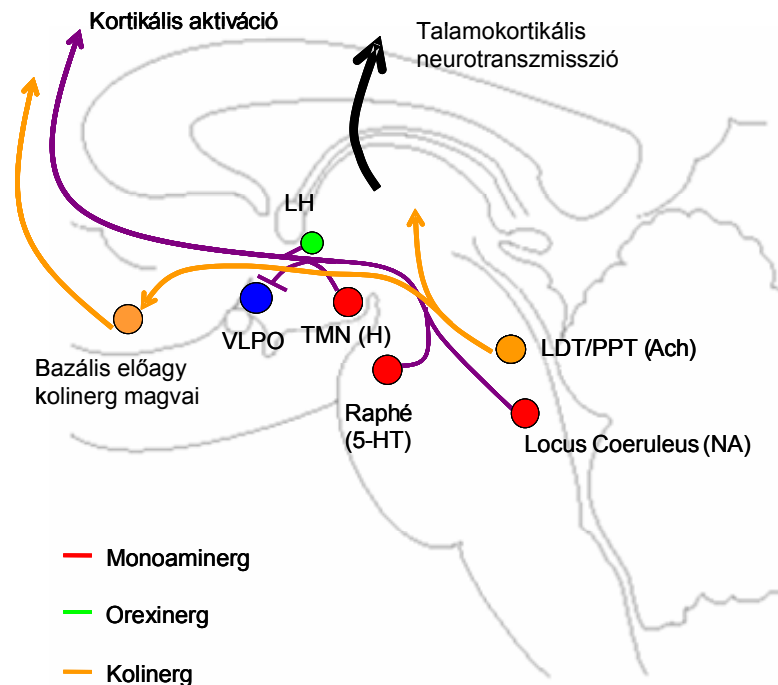 Kortikális aktiváció
Talamokortikális
neurotranszmisszió
LH
VLPO
TMN (H)
LDT/PPT (Ach)
Bazális előagy
kolinerg magvai
Raphé
(5-HT)
Locus Coeruleus (NA)
Monoaminerg
Orexinerg
Kolinerg